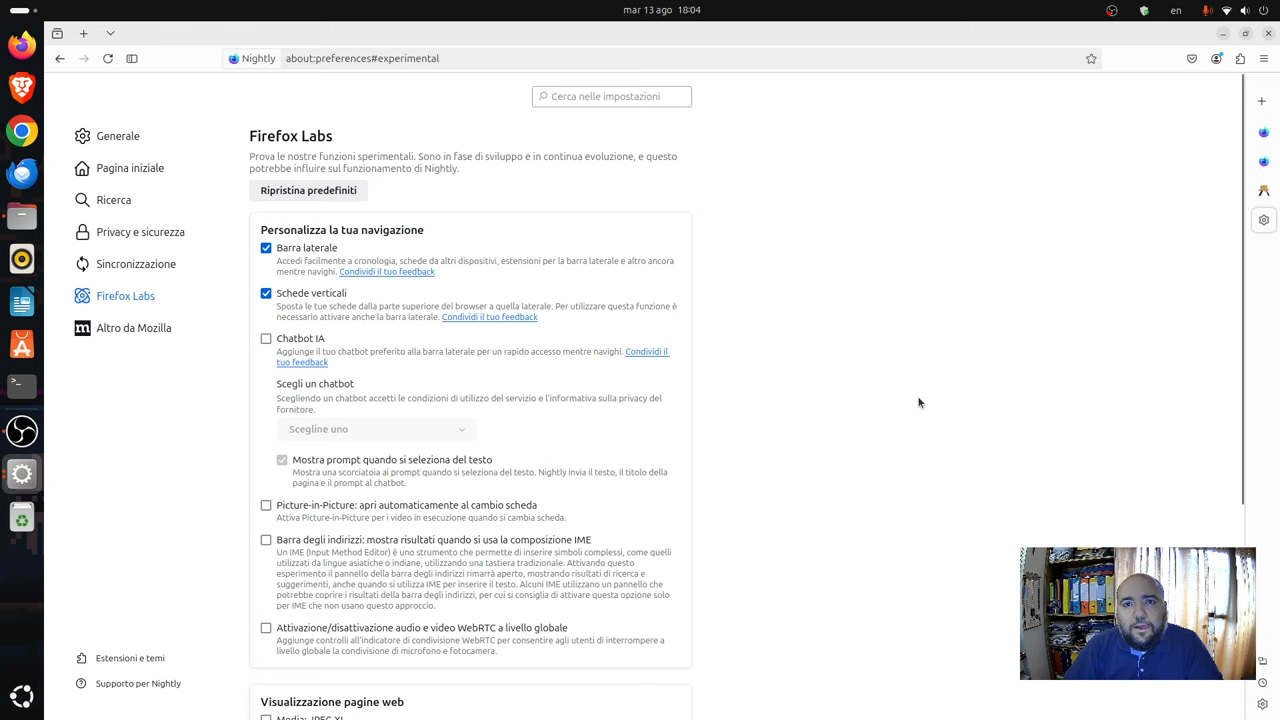 mar 13 ago 18:04
en
Nightly
about:preferences#experimental
Cerca nelle impostazioni
Generale
Pagina iniziale
Ricerca
Privacy e sicurezza
Sincronizzazione
Firefox Labs
Altro da Mozilla
Estensioni e temi
Supporto per Nightly
Firefox Labs
Prova le nostre funzioni sperimentali. Sono in fase di sviluppo e in continua evoluzione, e questo
potrebbe influire sul funzionamento di Nightly.
Ripristina predefiniti
Personalizza la tua navigazione
Barra laterale
Accedi facilmente a cronologia, schede da altri dispositivi, estensioni per la barra laterale e altro ancora
mentre navighi. Condividi il tuo feedback
Schede verticali
Sposta le tue schede dalla parte superiore del browser a quella laterale. Per utilizzare questa funzione è
necessario attivare anche la barra laterale. Condividi il tuo feedback
Chatbot IA
Aggiunge il tuo chatbot preferito alla barra laterale per un rapido accesso mentre navighi. Condividi il
tuo feedback
Scegli un chatbot
Scegliendo un chatbot accetti le condizioni di utilizzo del servizio e l'informativa sulla privacy del
fornitore.
Scegline uno
Mostra prompt quando si seleziona del testo
Mostra una scorciatoia ai prompt quando si seleziona del testo. Nightly invia il testo, il titolo della
pagina e il prompt al chatbot.
Picture-in-Picture: apri automaticamente al cambio scheda
Attiva Picture-in-Picture per i video in esecuzione quando si cambia scheda.
Barra degli indirizzi: mostra risultati quando si usa la composizione IME
Un IME (Input Method Editor) è uno strumento che permette di inserire simboli complessi, come quelli
utilizzati da lingue asiatiche o indiane, utilizzando una tastiera tradizionale. Attivando questo
esperimento il pannello della barra degli indirizzi rimarrà aperto, mostrando risultati di ricerca e
suggerimenti, anche quando si utilizza IME per inserire il testo. Alcuni IME utilizzano un pannello che
potrebbe coprire i risultati della barra degli indirizzi, per cui si consiglia di attivare questa opzione solo
per IME che non usano questo approccio.
Attivazione/disattivazione audio e video WebRTC a livello globale
Aggiunge controlli all'indicatore di condivisione WebRTC per consentire agli utenti di interrompere a
livello globale la condivisione di microfono e fotocamera.
Visualizzazione pagine web
Media: JPEG XL